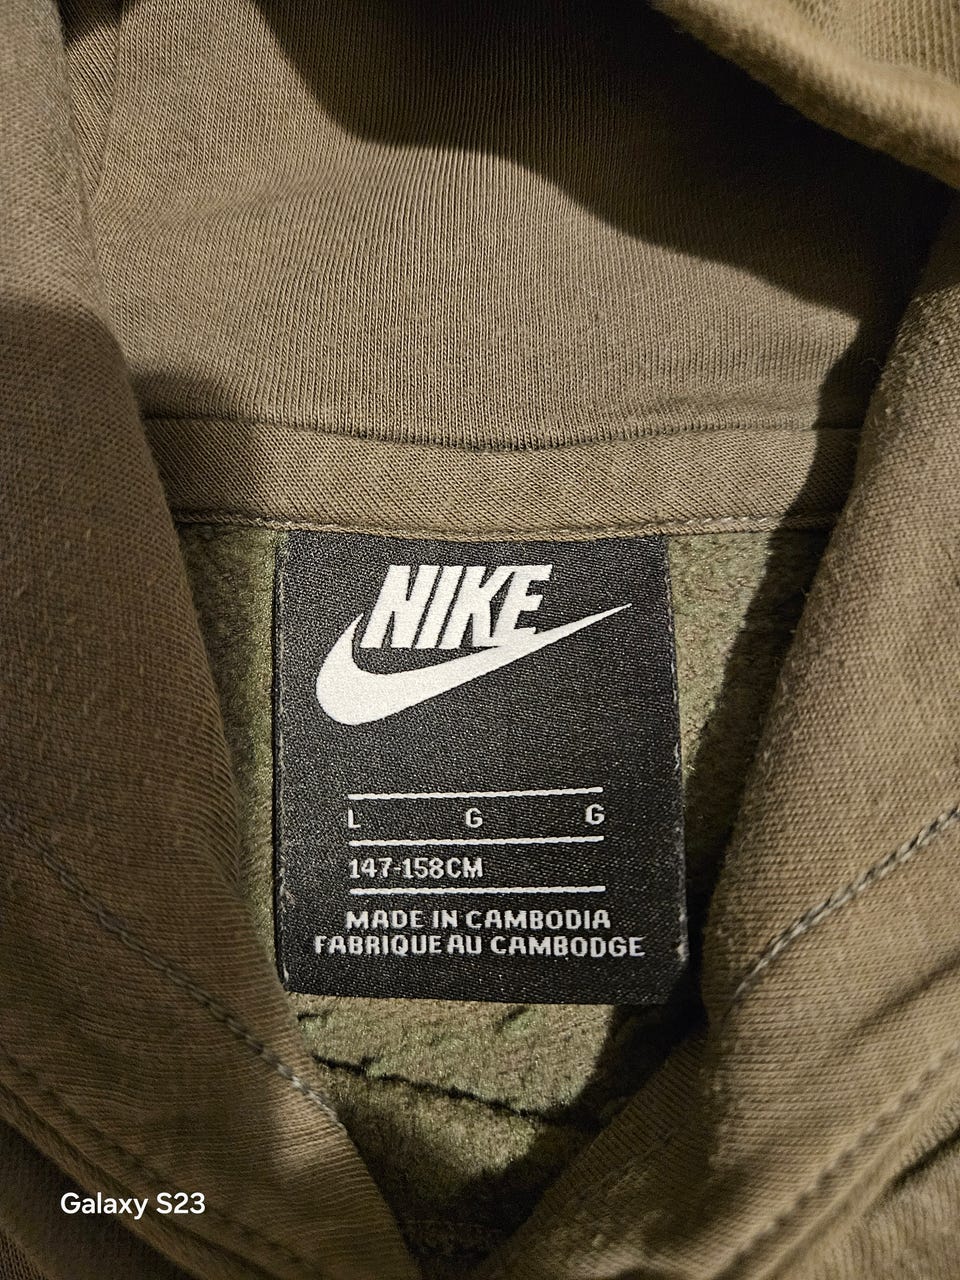 NIKE
L G G
147-158CM
MADE IN CAMBODIA
FABRIQUE AU CAMBODGE
Galaxy S23